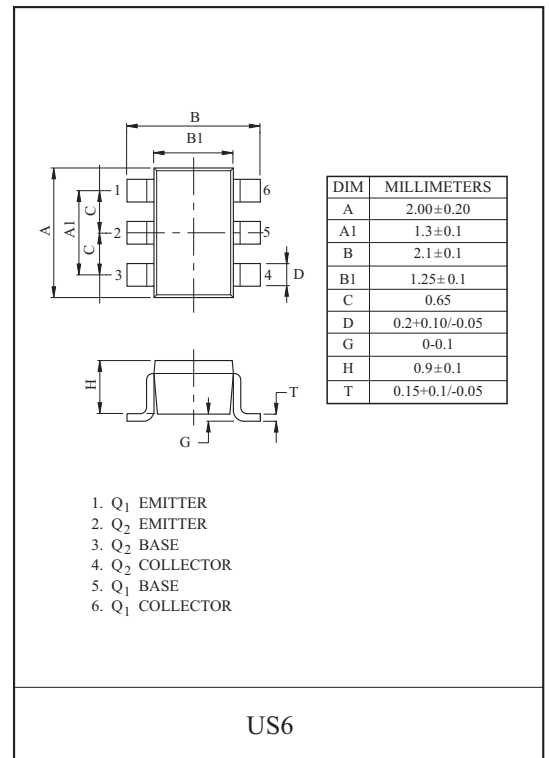 B
B1
1
6
A
A1
C
2
5
C
3
4
D
H
T
G
DIM MILLIMETERS
A 2.00±0.20
A1 1.3±0.1
B 2.1±0.1
B1 1.25±0.1
C 0.65
D 0.2+0.10/-0.05
G 0-0.1
H 0.9±0.1
T 0.15+0.1/-0.05
1. Q1 EMITTER
2. Q2 EMITTER
3. Q2 BASE
4. Q2 COLLECTOR
5. Q1 BASE
6. Q1 COLLECTOR
US6